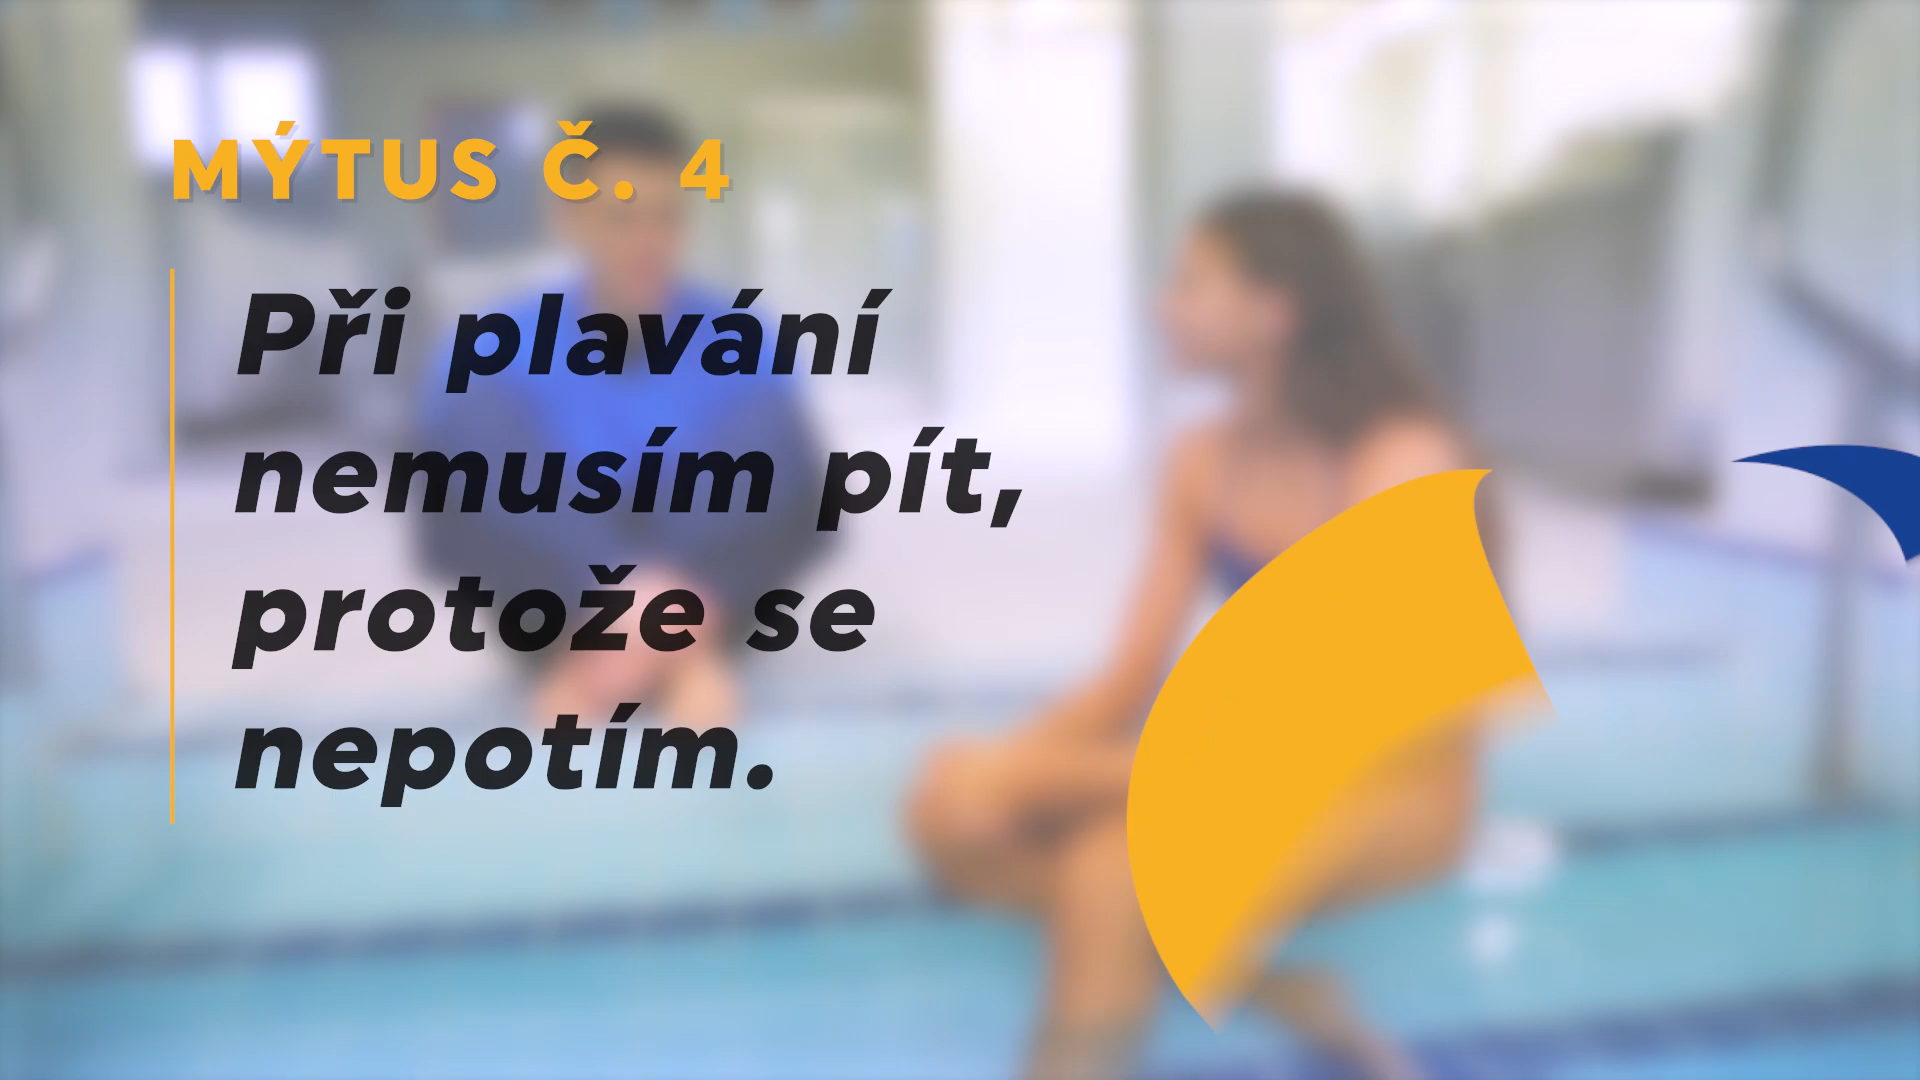 MÝTUS Č. 4
Při plavání
nemusím pít,
protože se
nepotím.